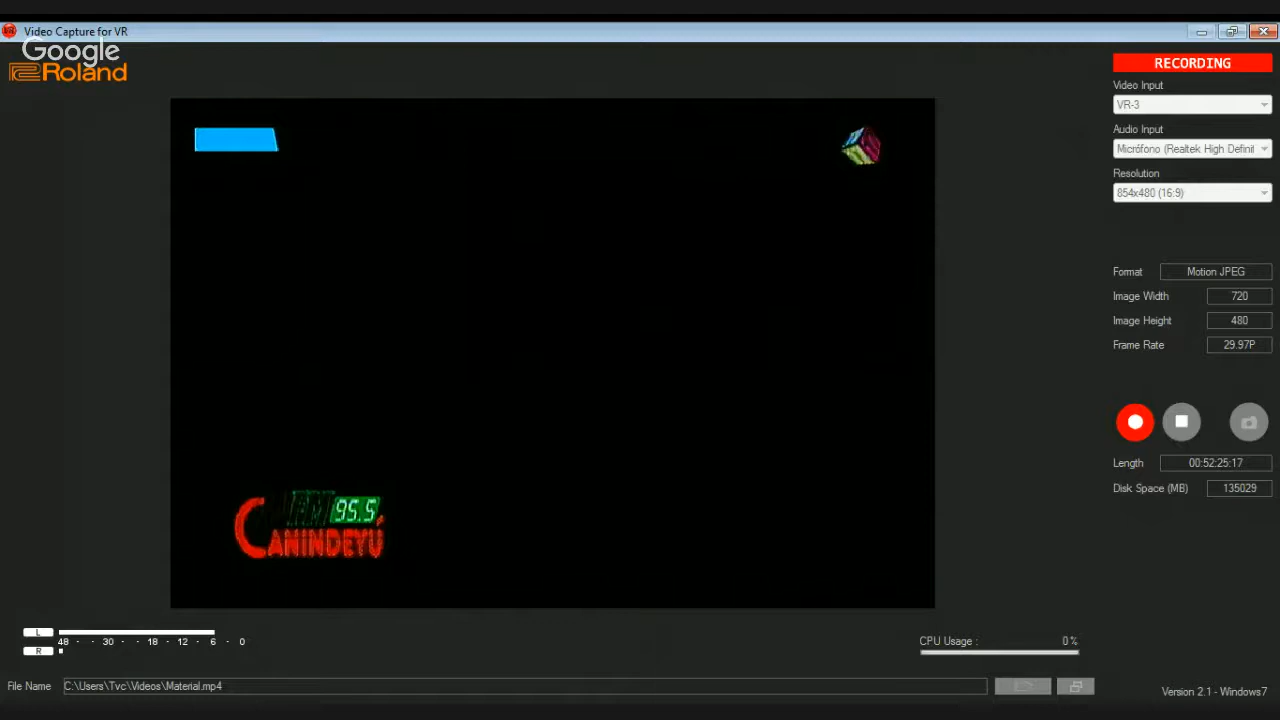 Video Capture for VR
Google
Roland
RECORDING
Video Input
VR-3
Audio Input
Micrófono (Realtek High Definit
Resolution
854x480 (16:9)
Format
Motion JPEG
Image Width
720
Image Height
480
Frame Rate
29.97P
FM 95.5
CANINDEYÚ
Length
00:52:25:17
Disk Space (MB)
135029
L
48 - - 30 - - 18 - 12 - 6 - 0
R
CPU Usage :
0 %
File Name
C:\Users\Tvc\Videos\Material.mp4
Version 2.1 - Windows7